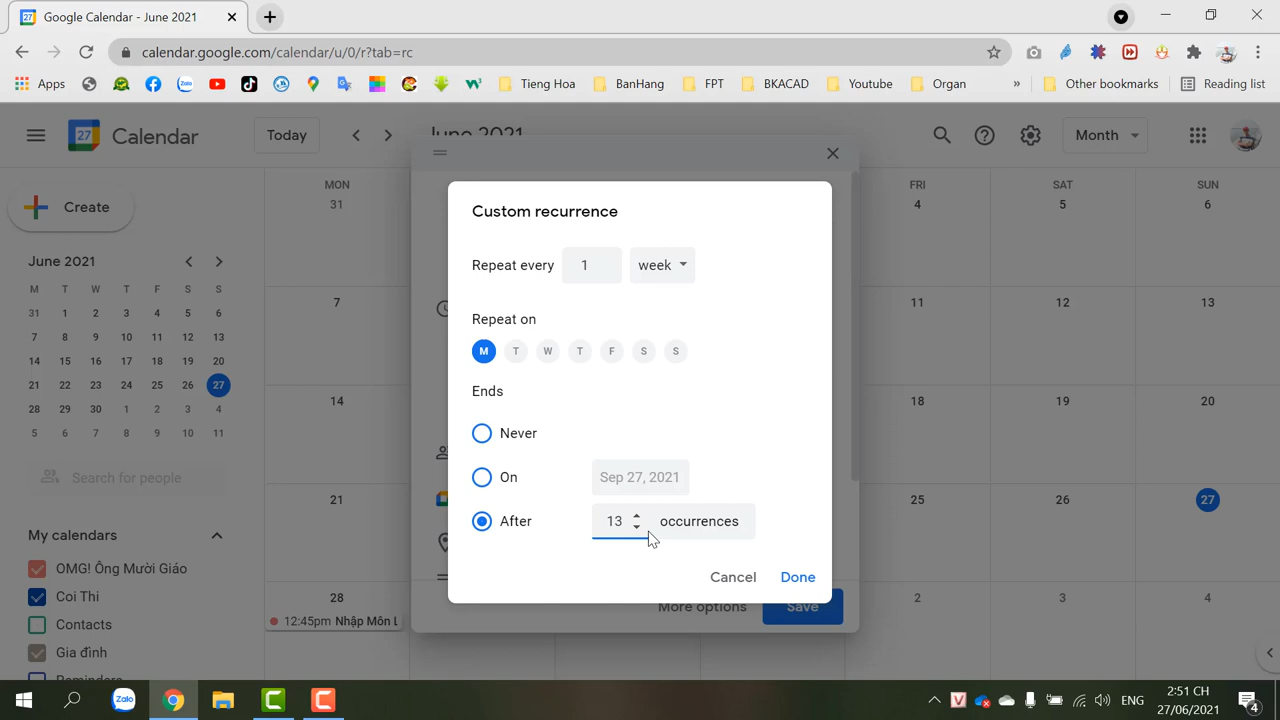 27 Google Calendar - June 2021
calendar.google.com/calendar/u/0/r?tab=rc
Apps Zalo Tieng Hoa BanHang FPT BKACAD Youtube Organ » Other bookmarks Reading list
27 Calendar Today June 2021 Month
Create
June 2021
M T W T F S S
31 1 2 3 4 5 6
7 8 9 10 11 12 13
14 15 16 17 18 19 20
21 22 23 24 25 26 27
28 29 30 1 2 3 4
5 6 7 8 9 10 11
Search for people
My calendars
OMG! Ông Mười Giáo
Coi Thi
Contacts
Gia đình
Reminders
MON FRI SAT SUN
31 4 5 6
7 11 12 13
14 18 19 20
21 25 26 27
28 2 3 4
12:45pm Nhập Môn L
Custom recurrence
Repeat every 1 week
Repeat on
M T W T F S S
Ends
Never
On Sep 27, 2021
After 13 occurrences
Cancel Done
More options Save
Zalo ENG 2:51 CH
27/06/2021 4